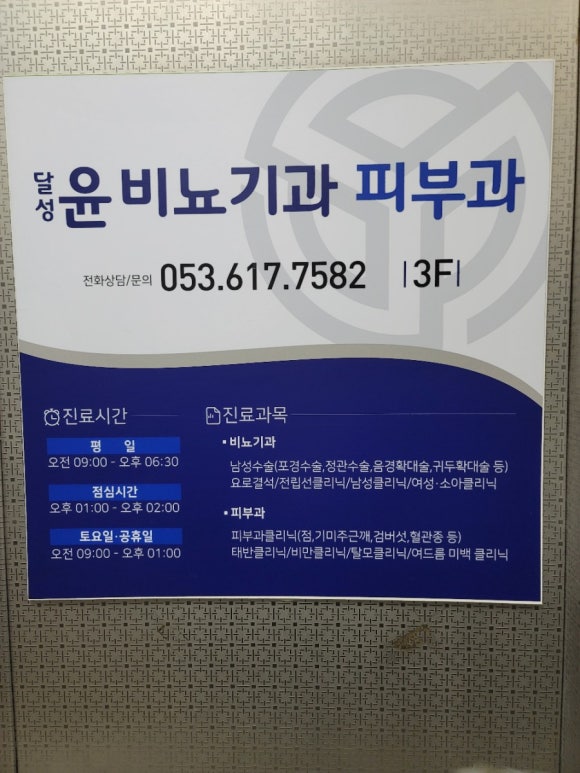 달성 윤비뇨기과 피부과
전화상담/문의 053.617.7582 |3F|
진료시간
평 일
오전 09:00 - 오후 06:30
점심시간
오후 01:00 - 오후 02:00
토요일·공휴일
오전 09:00 - 오후 01:00
진료과목
▪ 비뇨기과
남성수술(포경수술,정관수술,음경확대술,귀두확대술 등)
요로결석/전립선클리닉/남성클리닉/여성·소아클리닉
▪ 피부과
피부과클리닉(점,기미주근깨,검버섯,혈관종 등)
태반클리닉/비만클리닉/탈모클리닉/여드름 미백 클리닉